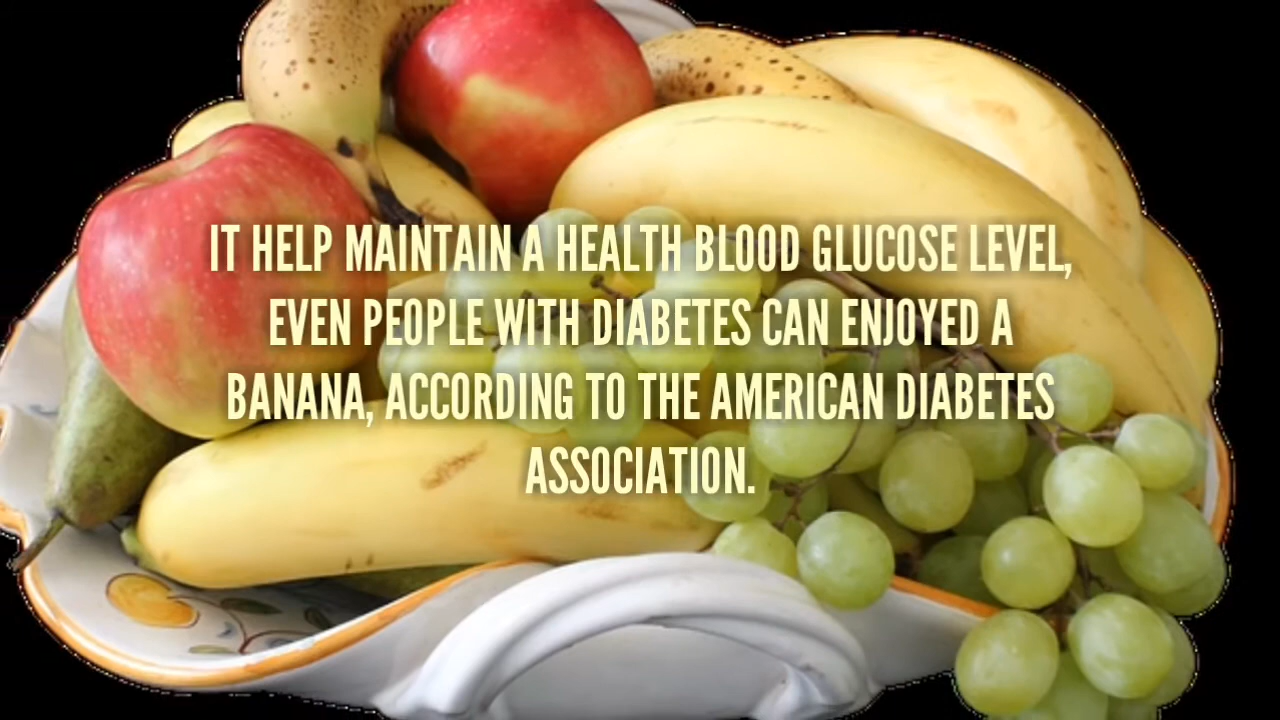 IT HELP MAINTAIN A HEALTH BLOOD GLUCOSE LEVEL,
EVEN PEOPLE WITH DIABETES CAN ENJOYED A
BANANA, ACCORDING TO THE AMERICAN DIABETES
ASSOCIATION.